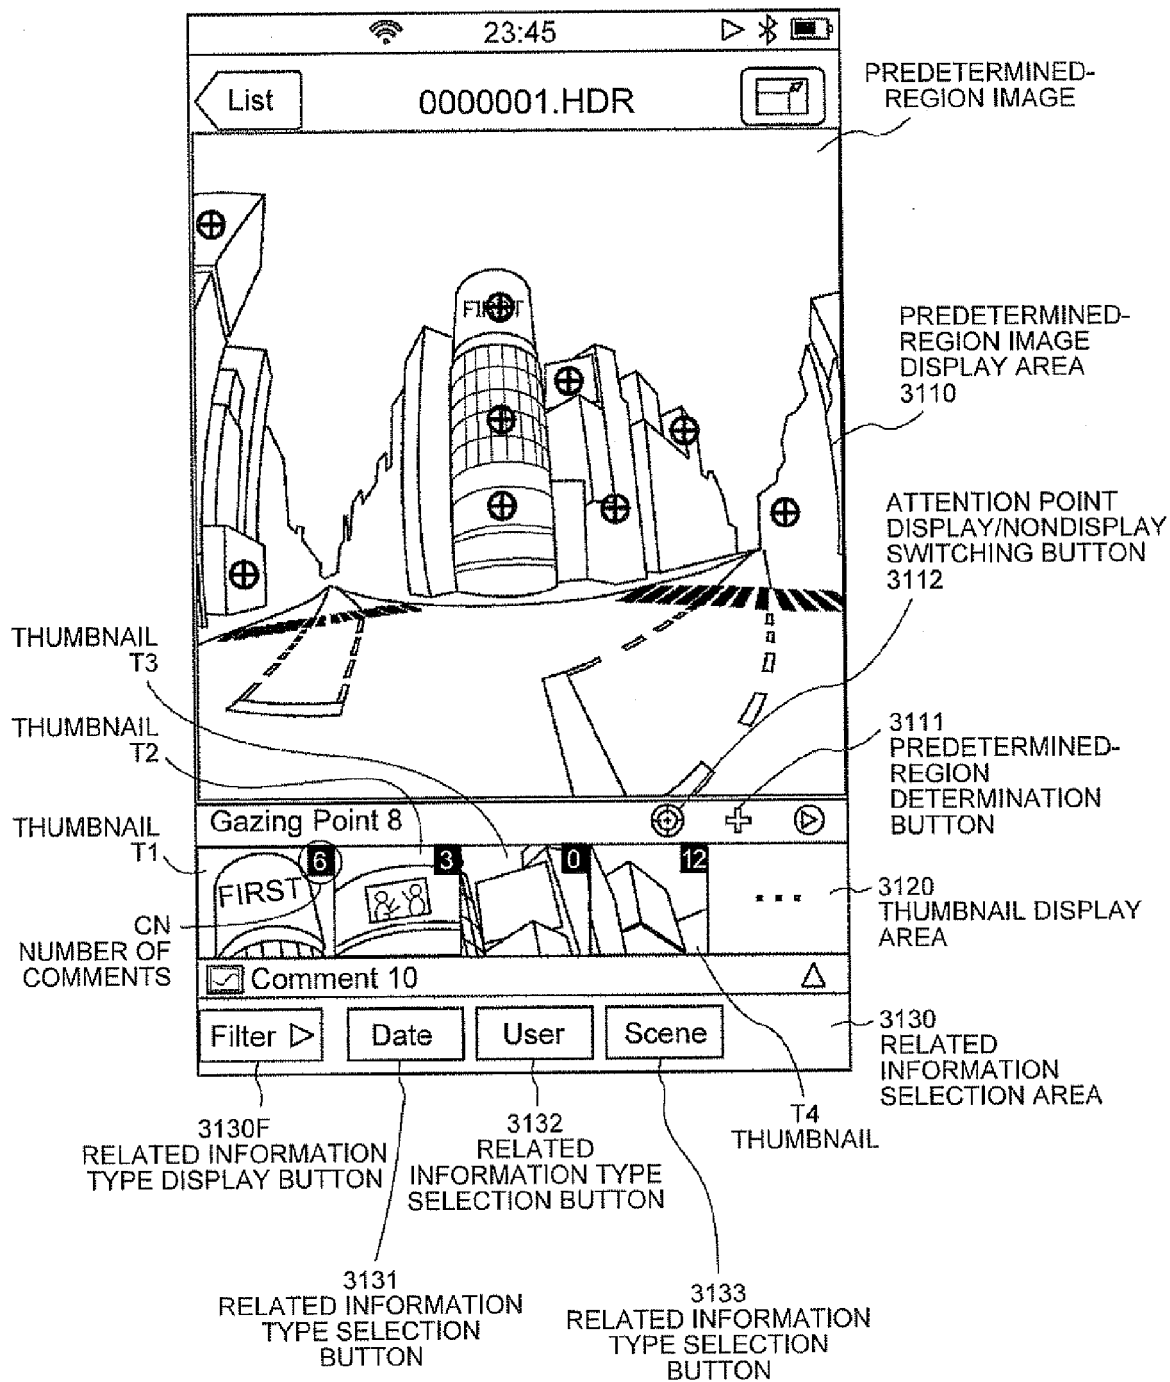 23:45
List
0000001.HDR
PREDETERMINED-
REGION IMAGE
FIRST
PREDETERMINED-
REGION IMAGE
DISPLAY AREA
3110
ATTENTION POINT
DISPLAY/NONDISPLAY
SWITCHING BUTTON
3112
THUMBNAIL
T3
THUMBNAIL
T2
THUMBNAIL
T1
3111
PREDETERMINED-
REGION
DETERMINATION
BUTTON
Gazing Point 8
6
3
0
12
FIRST
...
3120
THUMBNAIL DISPLAY
AREA
CN
NUMBER OF
COMMENTS
Comment 10
Filter
Date
User
Scene
3130
RELATED
INFORMATION
SELECTION AREA
T4
THUMBNAIL
3130F
RELATED INFORMATION
TYPE DISPLAY BUTTON
3132
RELATED
INFORMATION TYPE
SELECTION BUTTON
3131
RELATED INFORMATION
TYPE SELECTION
BUTTON
3133
RELATED INFORMATION
TYPE SELECTION
BUTTON